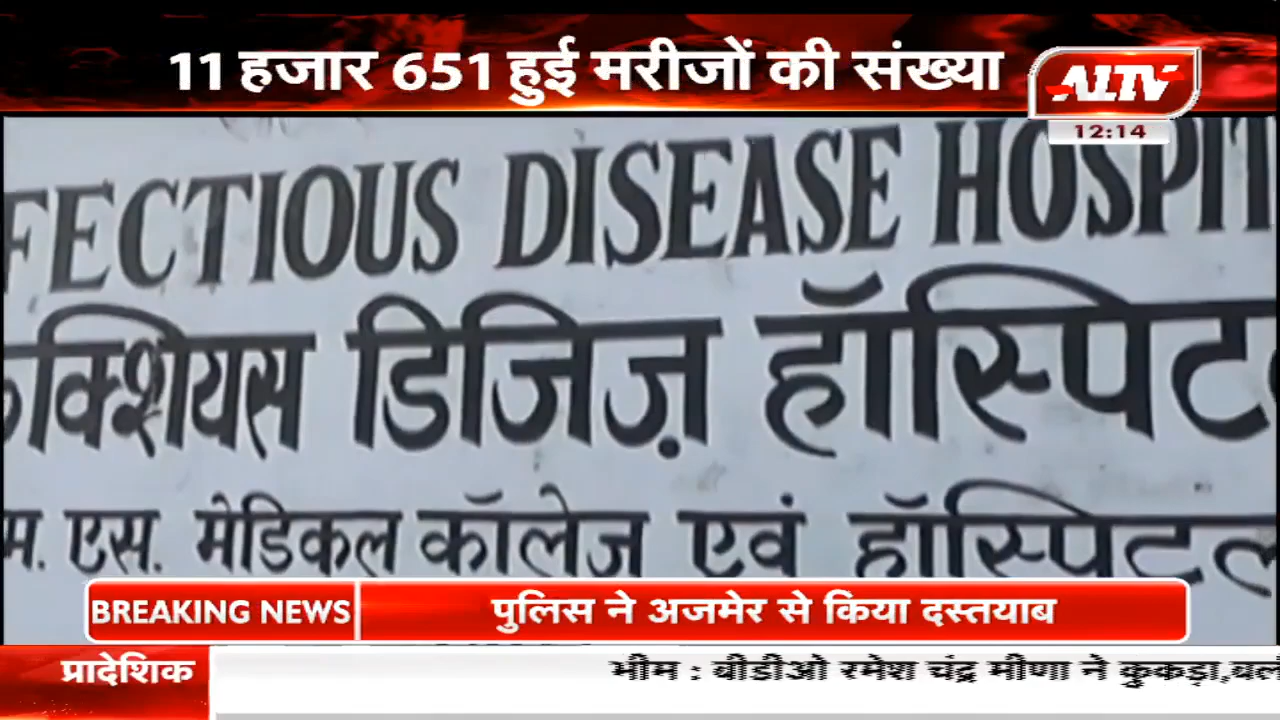 11 हजार 651 हुई मरीजों की संख्या
ALTV
12:14
FECTIOUS DISEASE HOSPIT
क्शियस डिजिज़ हॉस्पिट
म. एस. मेडिकल कॉलेज एवं हॉस्पिटल
BREAKING NEWS
पुलिस ने अजमेर से किया दस्तयाब
प्रादेशिक
भीम : बीडीओ रमेश चंद्र मीणा ने कुकड़ा,